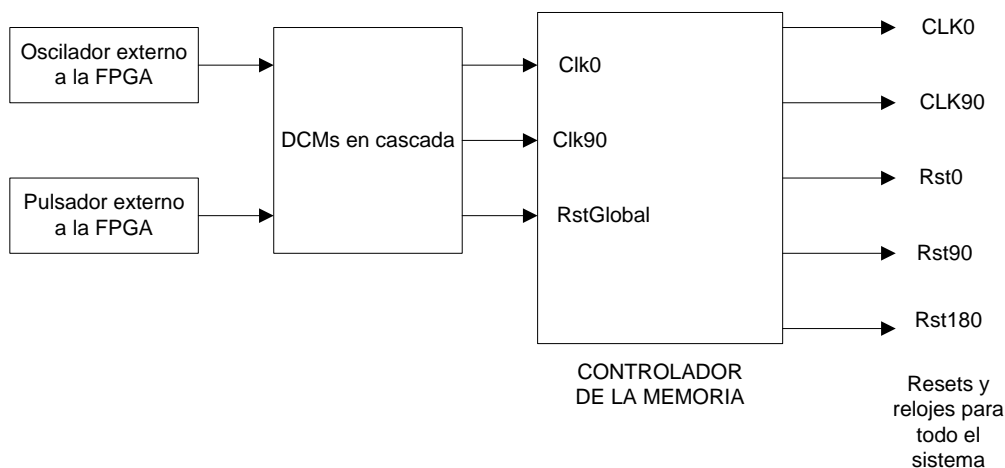 Oscilador externo
a la FPGA
Pulsador externo
a la FPGA
DCMs en cascada
Clk0
Clk90
RstGlobal
CONTROLADOR
DE LA MEMORIA
CLK0
CLK90
Rst0
Rst90
Rst180
Resets y
relojes para
todo el
sistema